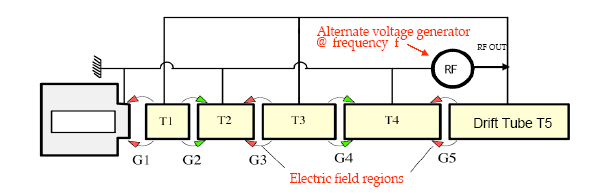 Alternate voltage generator
@ frequency f
RF OUT
RF
T1
T2
T3
T4
Drift Tube T5
G1
G2
G3
G4
G5
Electric field regions